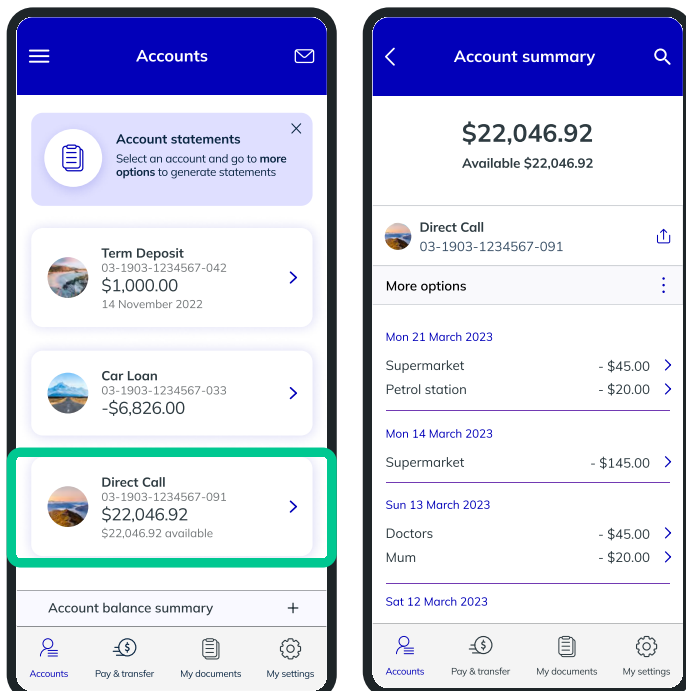 Accounts
Account statements
Select an account and go to more
options to generate statements
Term Deposit
03-1903-1234567-042
$1,000.00
14 November 2022
Car Loan
03-1903-1234567-033
-$6,826.00
Direct Call
03-1903-1234567-091
$22,046.92
$22,046.92 available
Account balance summary +
Accounts Pay & transfer My documents My settings
Account summary
$22,046.92
Available $22,046.92
Direct Call
03-1903-1234567-091
More options
Mon 21 March 2023
Supermarket - $45.00
Petrol station - $20.00
Mon 14 March 2023
Supermarket - $145.00
Sun 13 March 2023
Doctors - $45.00
Mum - $20.00
Sat 12 March 2023
Accounts Pay & transfer My documents My settings